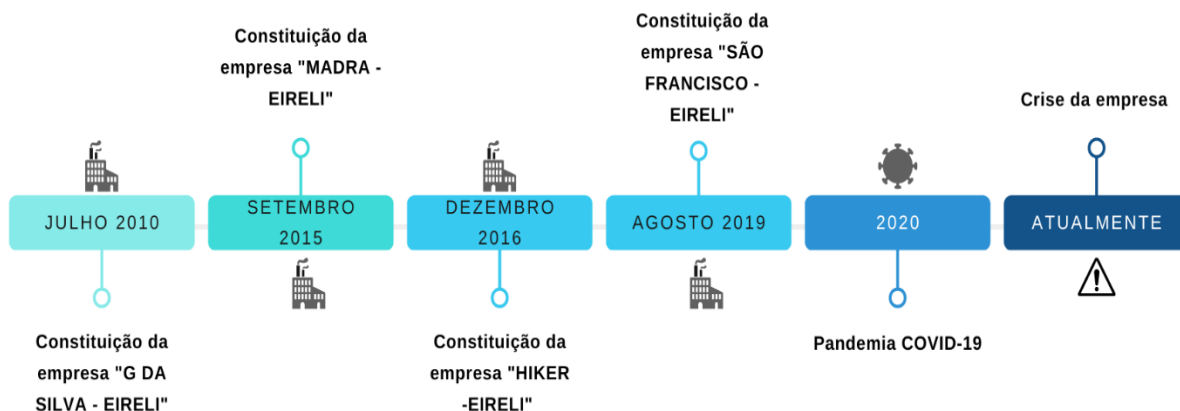 Constituição da
empresa "MADRA -
EIRELI"
Constituição da
empresa "SÃO
FRANCISCO -
EIRELI"
Crise da empresa
JULHO 2010
SETEMBRO
2015
DEZEMBRO
2016
AGOSTO 2019
2020
ATUALMENTE
Constituição da
empresa "G DA
SILVA - EIRELI"
Constituição da
empresa "HIKER
-EIRELI"
Pandemia COVID-19